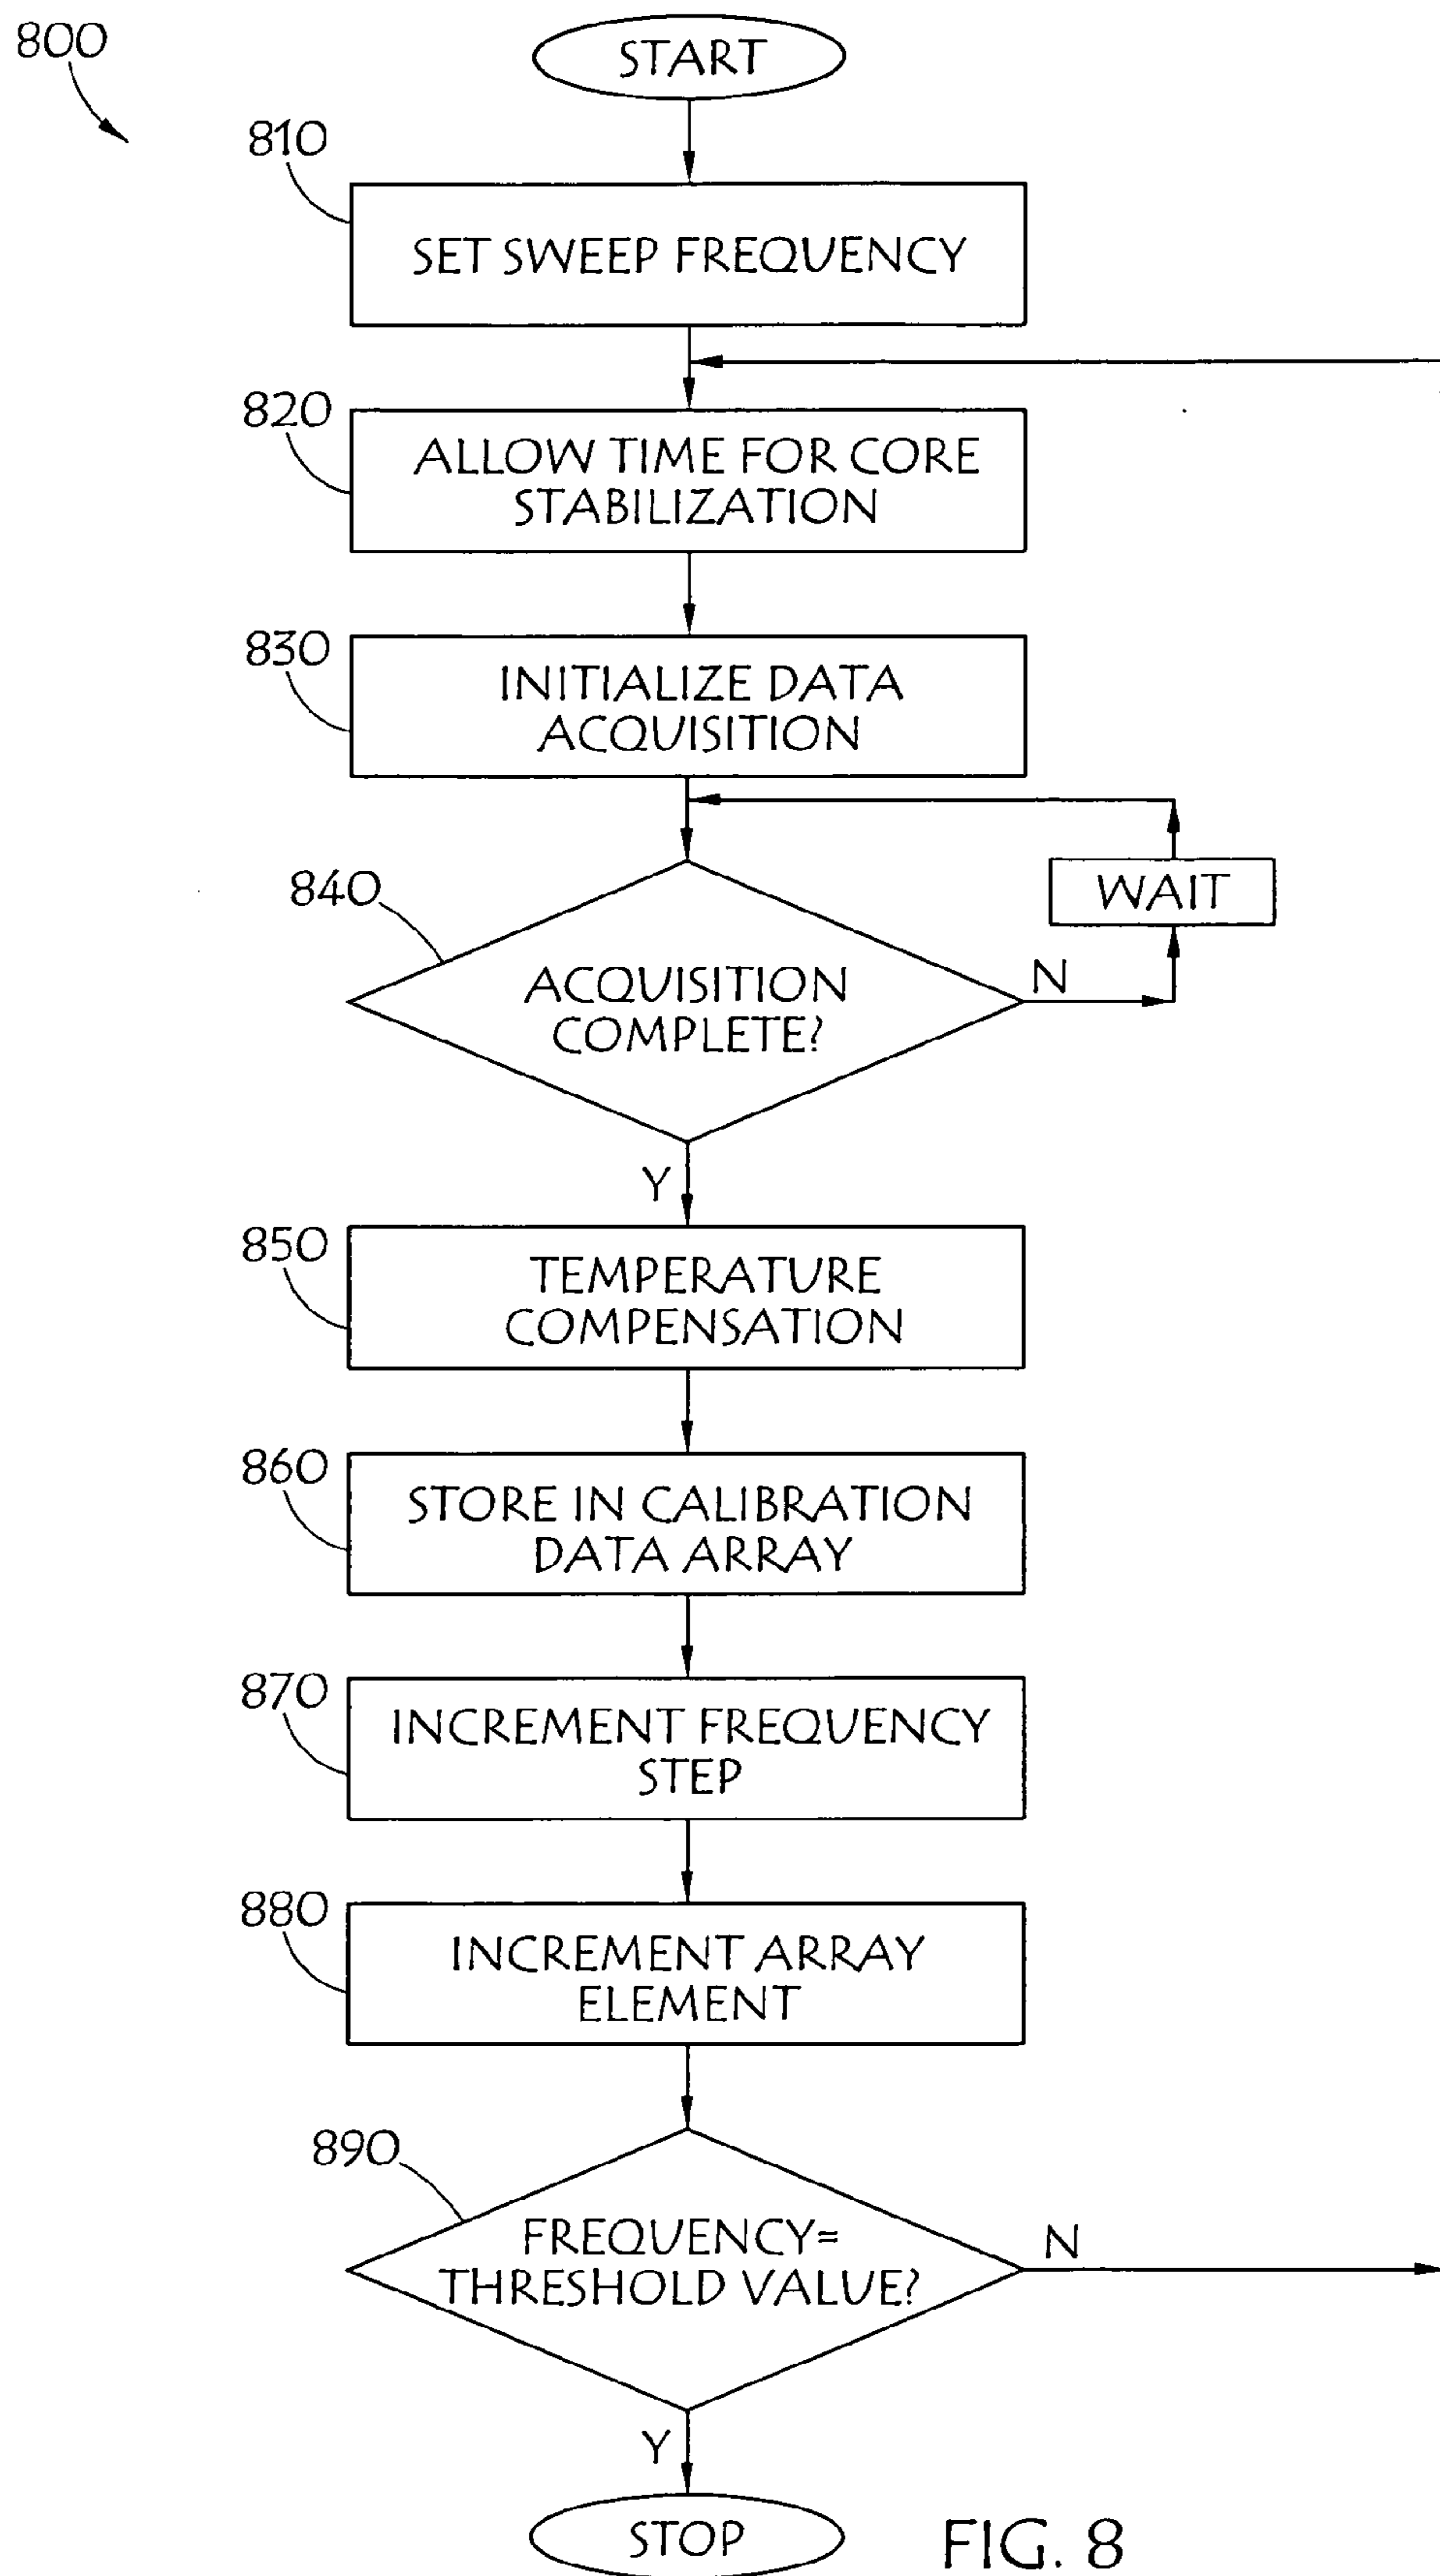 800
START
810
SET SWEEP FREQUENCY
820
ALLOW TIME FOR CORE
STABILIZATION
830
INITIALIZE DATA
ACQUISITION
WAIT
840
ACQUISITION
COMPLETE?
N
Y
850
TEMPERATURE
COMPENSATION
860
STORE IN CALIBRATION
DATA ARRAY
870
INCREMENT FREQUENCY
STEP
880
INCREMENT ARRAY
ELEMENT
890
FREQUENCY=
THRESHOLD VALUE?
N
Y
STOP
FIG. 8